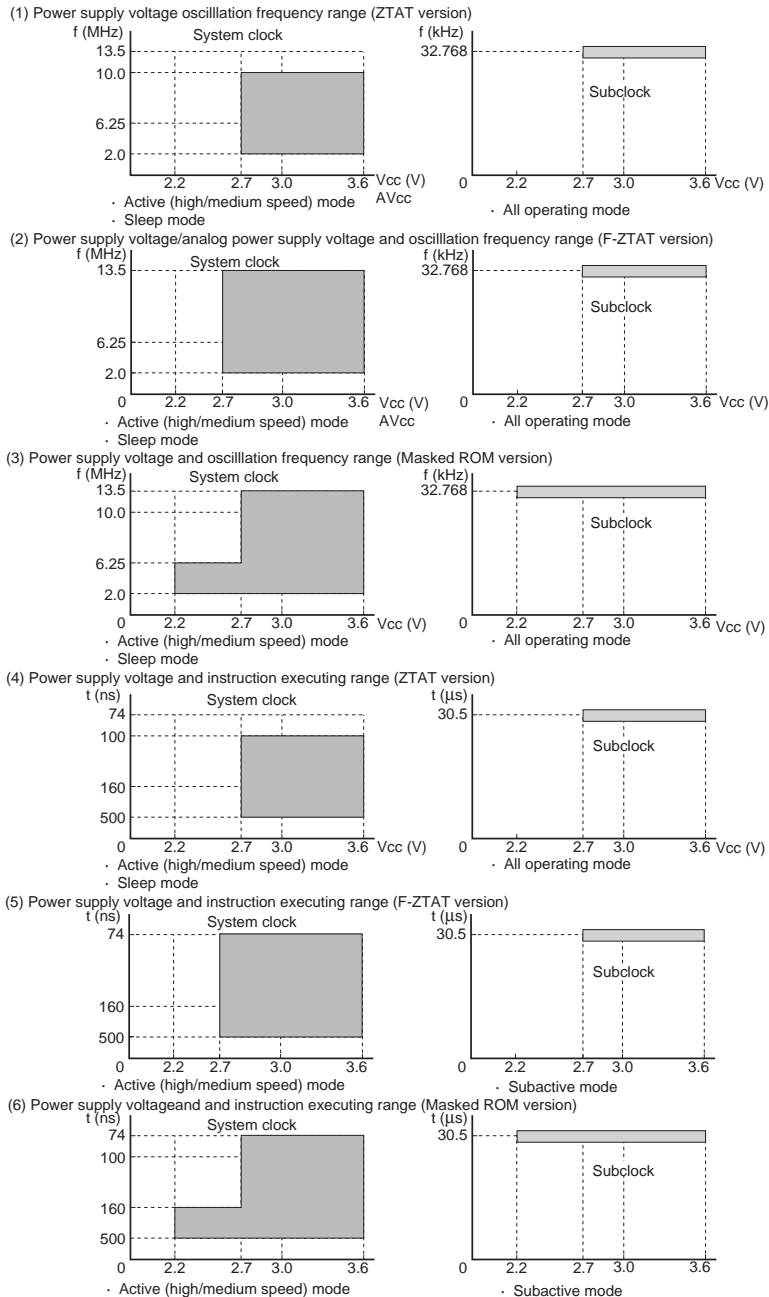 (1) Power supply voltage oscilllation frequency range (ZTAT version)
f (MHz)
System clock
13.5
10.0
6.25
2.0
2.2
2.7
3.0
3.6
Vcc (V)
AVcc
· Active (high/medium speed) mode
· Sleep mode
f (kHz)
32.768
Subclock
0
2.2
2.7
3.0
3.6
Vcc (V)
· All operating mode
(2) Power supply voltage/analog power supply voltage and oscilllation frequency range (F-ZTAT version)
f (MHz)
System clock
13.5
6.25
2.0
0
2.2
2.7
3.0
3.6
Vcc (V)
AVcc
· Active (high/medium speed) mode
· Sleep mode
f (kHz)
32.768
Subclock
0
2.2
2.7
3.0
3.6
Vcc (V)
· All operating mode
(3) Power supply voltage and oscilllation frequency range (Masked ROM version)
f (MHz)
System clock
13.5
10.0
6.25
2.0
0
2.2
2.7
3.0
3.6
Vcc (V)
· Active (high/medium speed) mode
· Sleep mode
f (kHz)
32.768
Subclock
0
2.2
2.7
3.0
3.6
Vcc (V)
· All operating mode
(4) Power supply voltage and instruction executing range (ZTAT version)
t (ns)
System clock
74
100
160
500
0
2.2
2.7
3.0
3.6
Vcc (V)
· Active (high/medium speed) mode
· Sleep mode
t (µs)
30.5
Subclock
0
2.2
2.7
3.0
3.6
Vcc (V)
· All operating mode
(5) Power supply voltage and instruction executing range (F-ZTAT version)
t (ns)
System clock
74
160
500
0
2.2
2.7
3.0
3.6
· Active (high/medium speed) mode
t (µs)
30.5
Subclock
0
2.2
2.7
3.0
3.6
· Subactive mode
(6) Power supply voltageand and instruction executing range (Masked ROM version)
t (ns)
System clock
74
100
160
500
0
2.2
2.7
3.0
3.6
· Active (high/medium speed) mode
t (µs)
30.5
Subclock
0
2.2
2.7
3.0
3.6
· Subactive mode